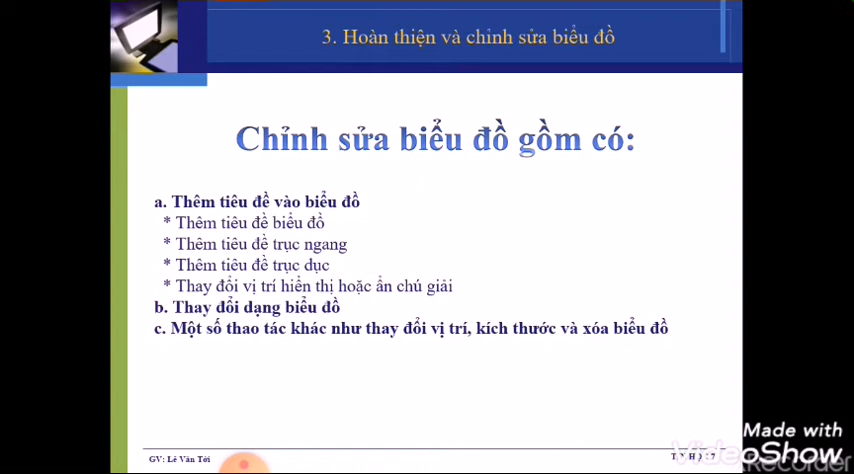 3. Hoàn thiện và chỉnh sửa biểu đồ
Chỉnh sửa biểu đồ gồm có:
a. Thêm tiêu đề vào biểu đồ
* Thêm tiêu đề biểu đồ
* Thêm tiêu đề trục ngang
* Thêm tiêu đề trục dục
* Thay đổi vị trí hiển thị hoặc ẩn chú giải
b. Thay đổi dạng biểu đồ
c. Một số thao tác khác như thay đổi vị trí, kích thước và xóa biểu đồ
GV: Lê Văn Tới
Made with
VideoShow
Recorder